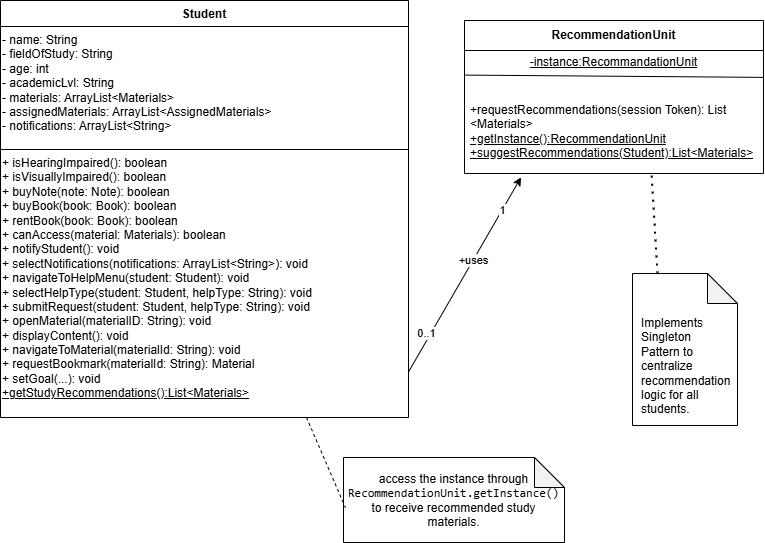 Student
- name: String
- fieldOfStudy: String
- age: int
- academicLvl: String
- materials: ArrayList<Materials>
- assignedMaterials: ArrayList<AssignedMaterials>
- notifications: ArrayList<String>
+ isHearingImpaired(): boolean
+ isVisuallyImpaired(): boolean
+ buyNote(note: Note): boolean
+ buyBook(book: Book): boolean
+ rentBook(book: Book): boolean
+ canAccess(material: Materials): boolean
+ notifyStudent(): void
+ selectNotifications(notifications: ArrayList<String>): void
+ navigateToHelpMenu(student: Student): void
+ selectHelpType(student: Student, helpType: String): void
+ submitRequest(student: Student, helpType: String): void
+ openMaterial(materialID: String): void
+ displayContent(): void
+ navigateToMaterial(materialId: String): void
+ requestBookmark(materialId: String): Material
+ setGoal(...): void
+getStudyRecommendations():List<Materials>
RecommendationUnit
-instance:RecommandationUnit
+requestRecommendations(session Token): List
<Materials>
+getInstance():RecommendationUnit
+suggestRecommendations(Student):List<Materials>
1
+uses
0..1
Implements
Singleton
Pattern to
centralize
recommendation
logic for all
students.
access the instance through
RecommendationUnit.getInstance()
to receive recommended study
materials.